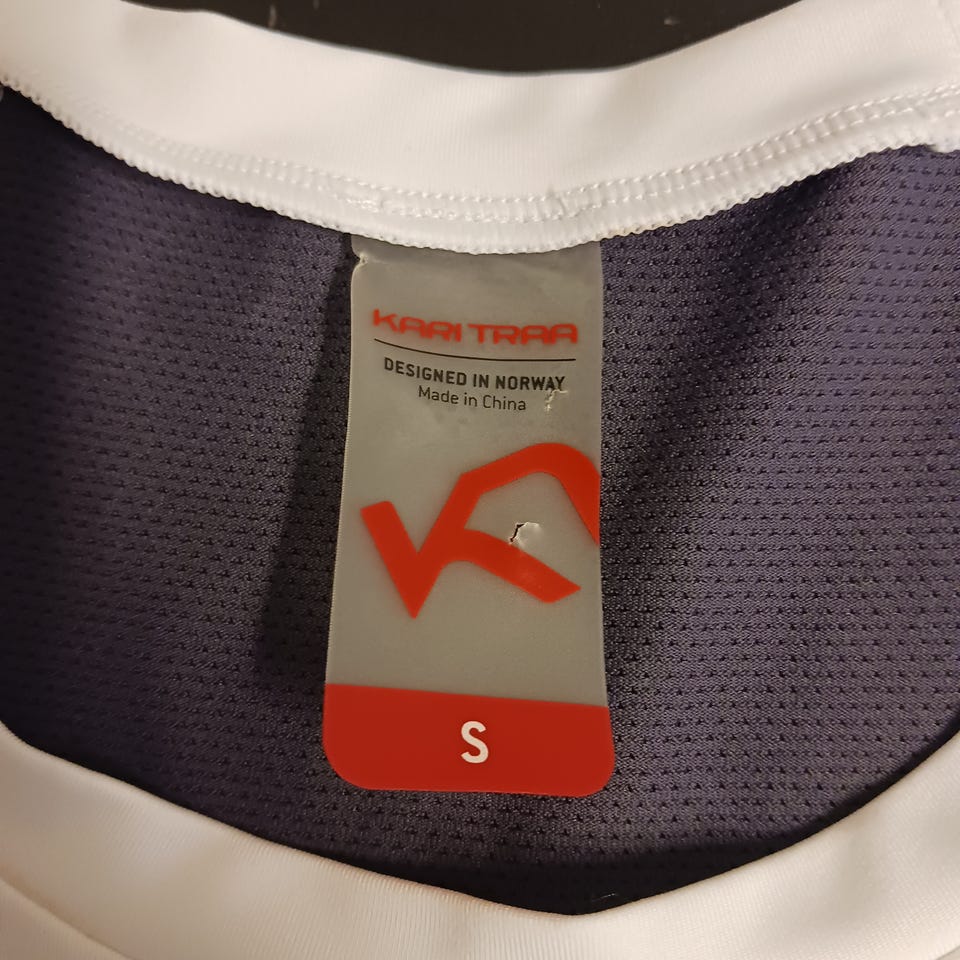 KARI TRAA
DESIGNED IN NORWAY
Made in China
S